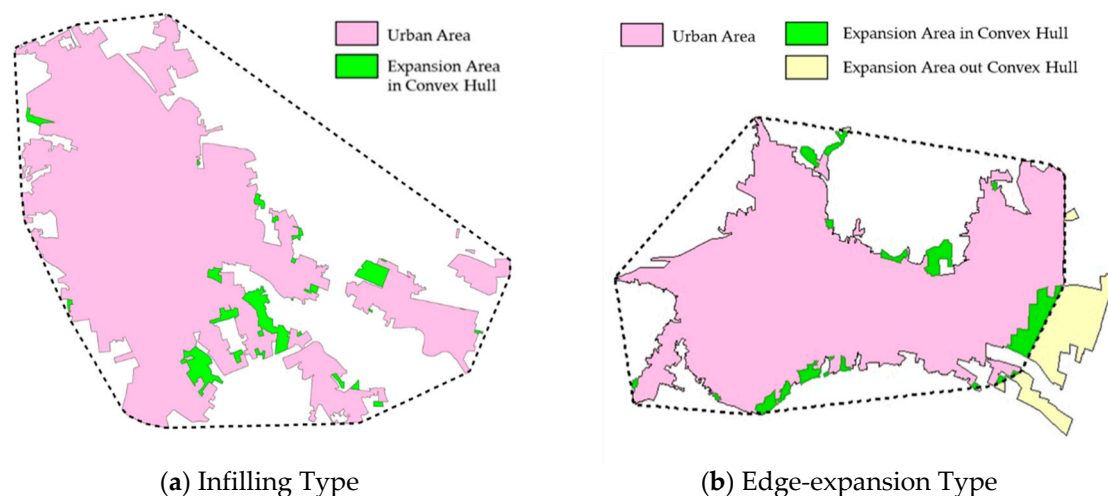 Urban Area
Expansion Area
in Convex Hull
Urban Area
Expansion Area in Convex Hull
Expansion Area out Convex Hull
(a) Infilling Type
(b) Edge-expansion Type